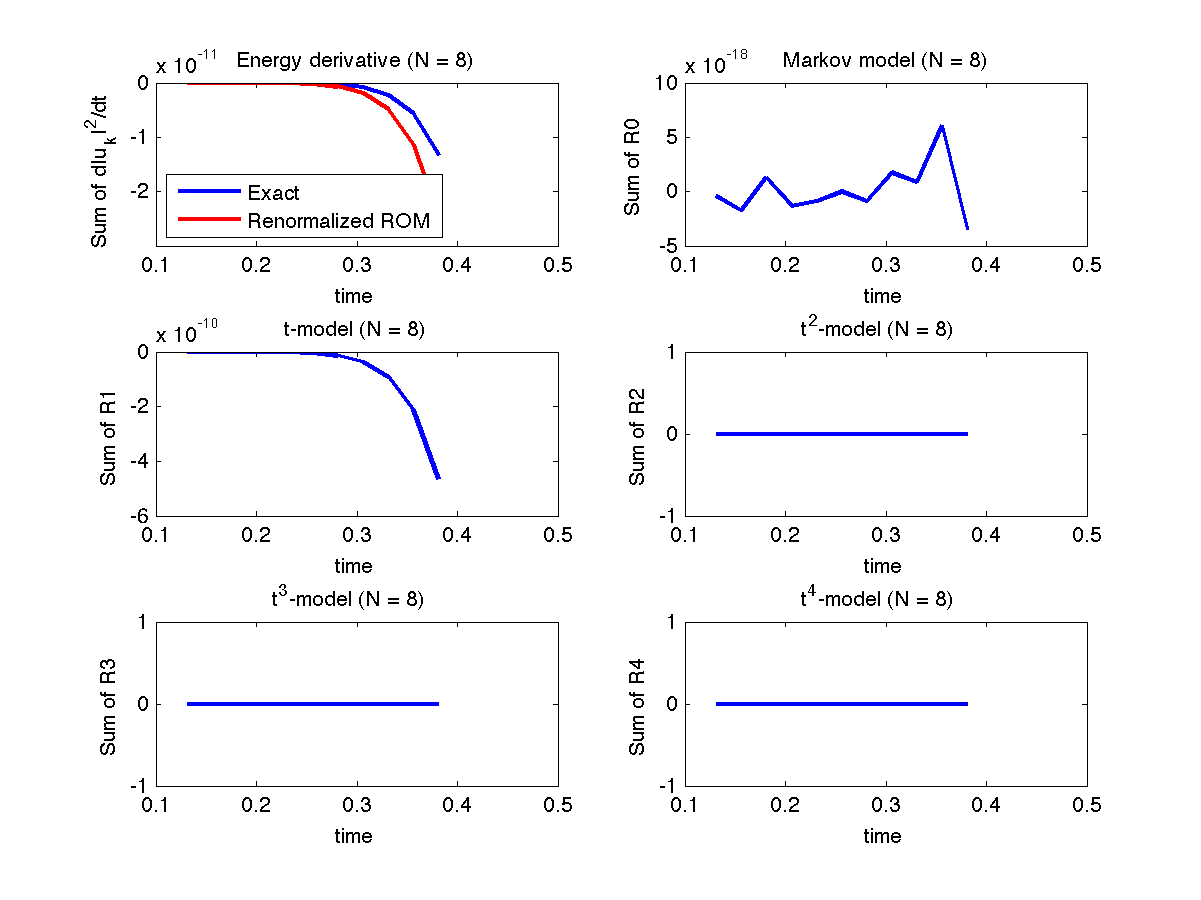 x 10^-11
Energy derivative (N = 8)
0
-1
-2
Sum of d|u_k|^2/dt
Exact
Renormalized ROM
0.1 0.2 0.3 0.4 0.5
time
x 10^-18
Markov model (N = 8)
10
5
0
-5
Sum of R0
0.1 0.2 0.3 0.4 0.5
time
x 10^-10
t-model (N = 8)
0
-2
-4
-6
Sum of R1
0.1 0.2 0.3 0.4 0.5
time
t^2-model (N = 8)
1
0
-1
Sum of R2
0.1 0.2 0.3 0.4 0.5
time
t^3-model (N = 8)
1
0
-1
Sum of R3
0.1 0.2 0.3 0.4 0.5
time
t^4-model (N = 8)
1
0
-1
Sum of R4
0.1 0.2 0.3 0.4 0.5
time